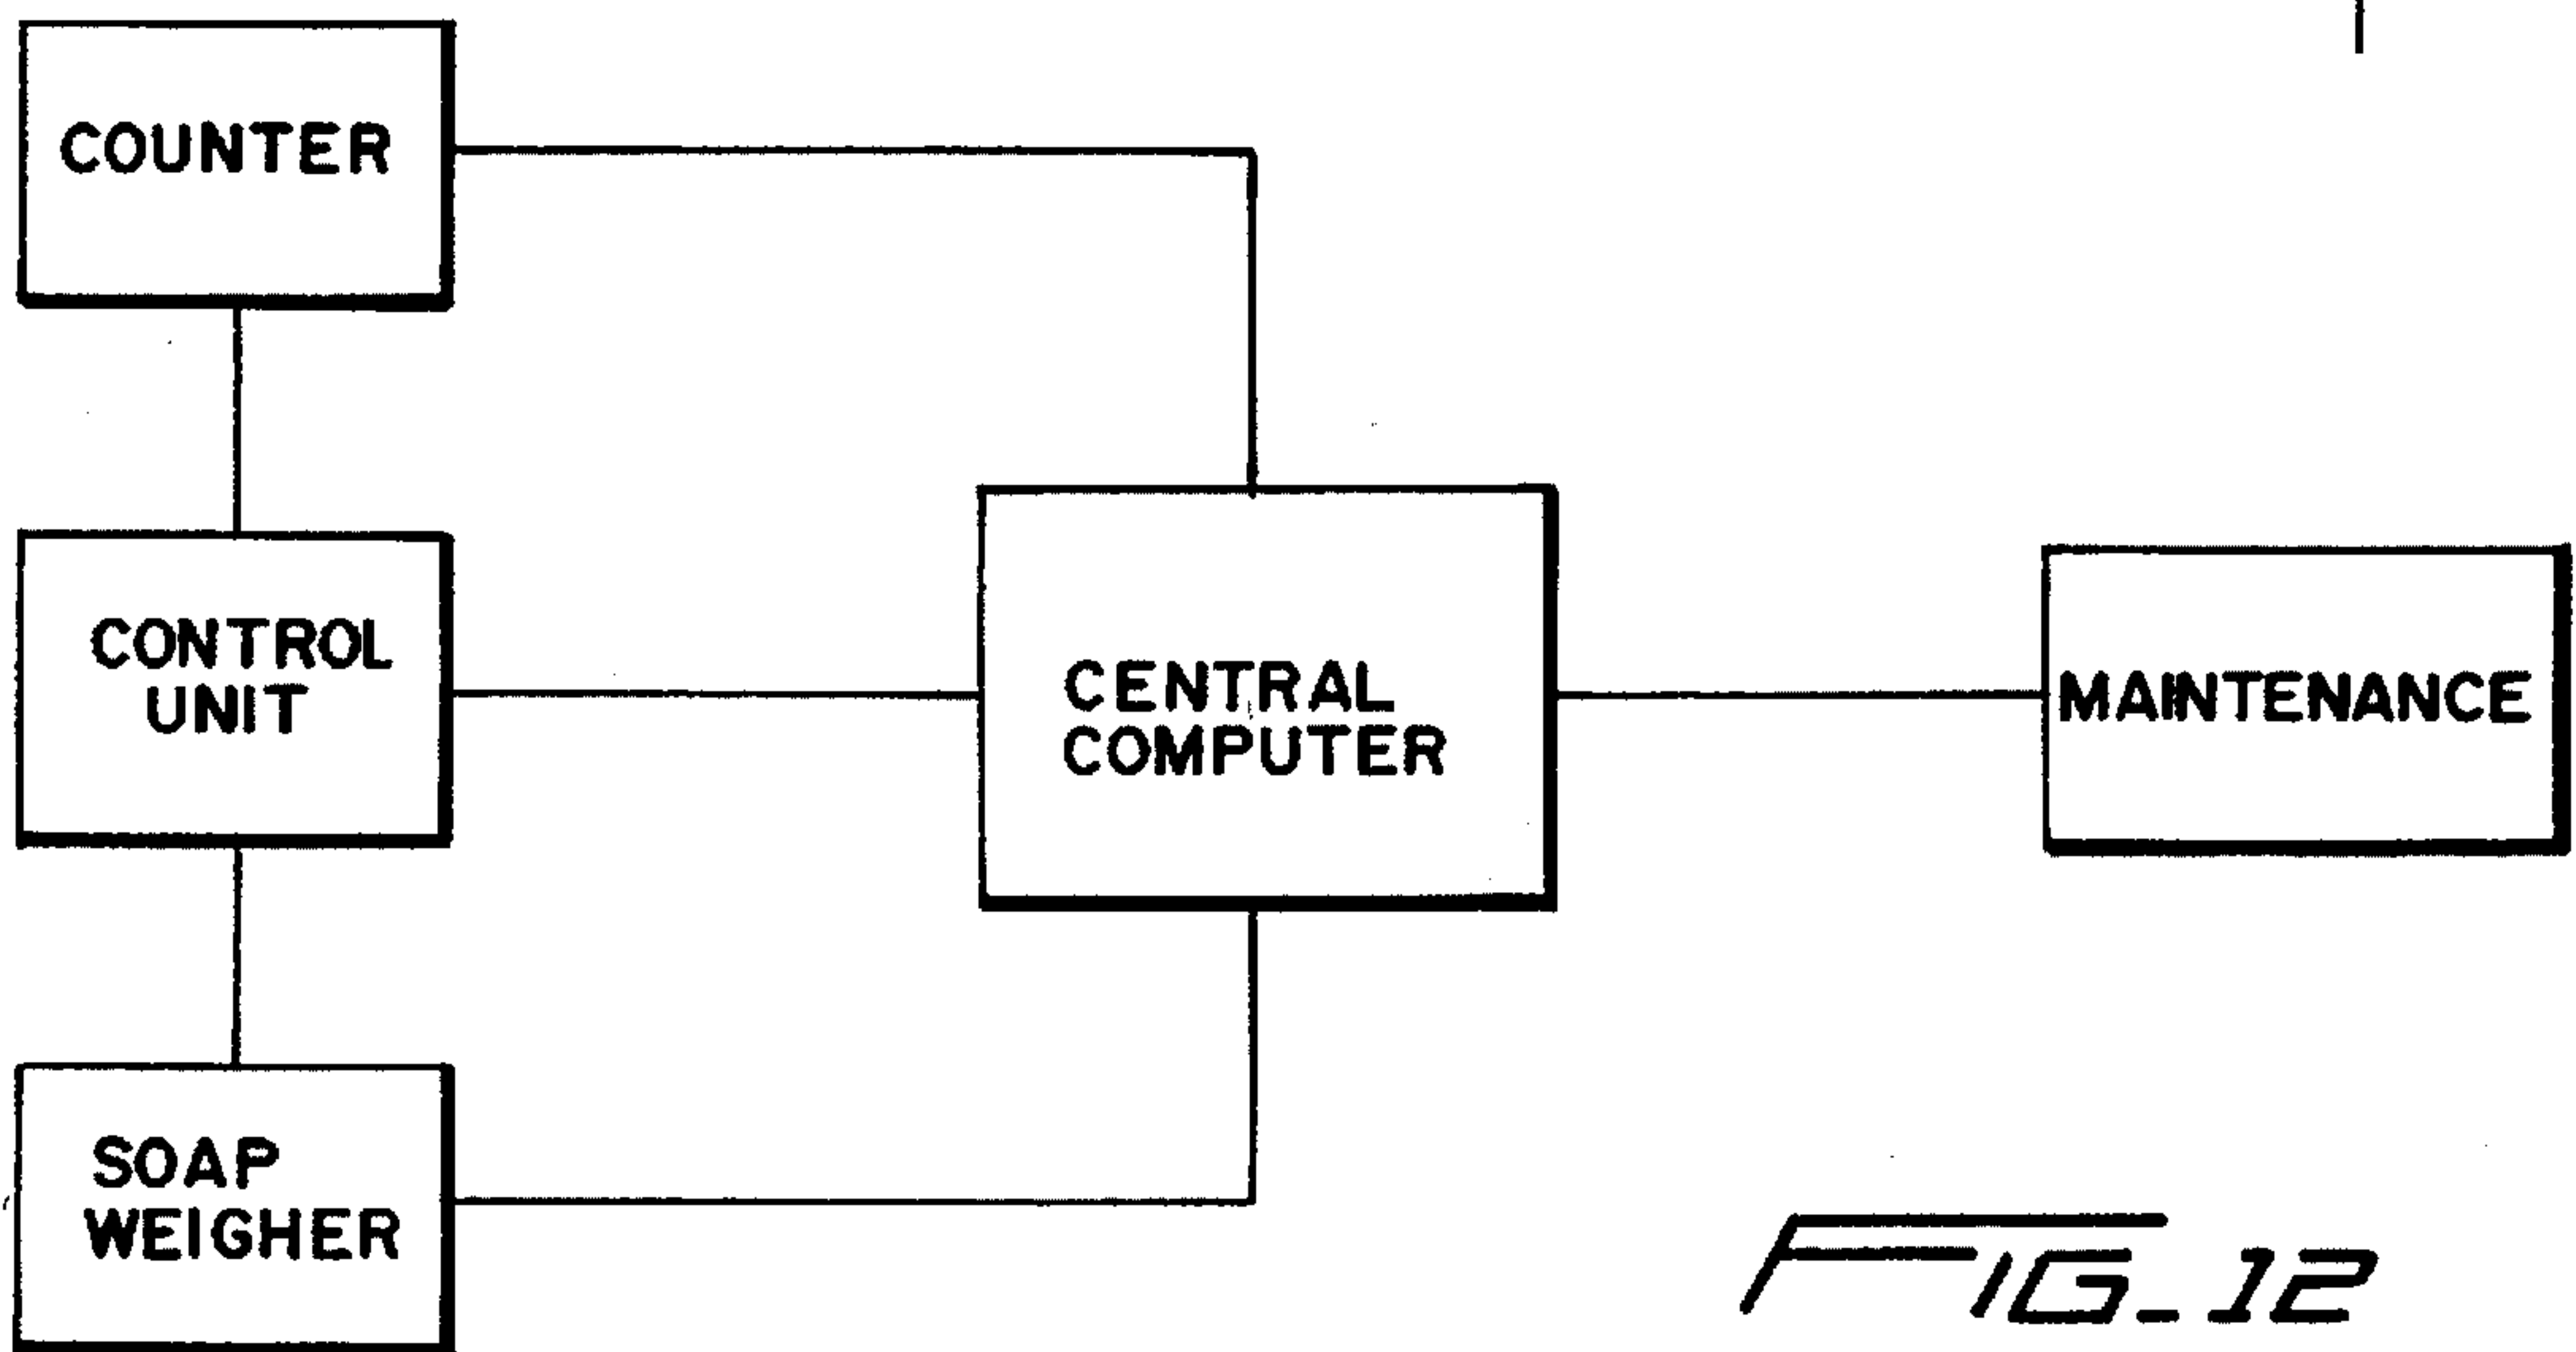 COUNTER
CONTROL
UNIT
CENTRAL
COMPUTER
MAINTENANCE
SOAP
WEIGHER
FIG_12